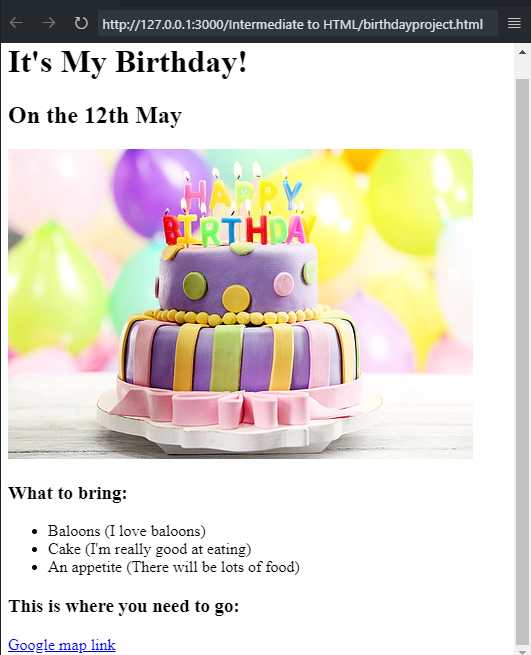 http://127.0.0.1:3000/Intermediate to HTML/birthdayproject.html
It's My Birthday!
On the 12th May
HAPPY
BIRTHDAY
What to bring:
Baloons (I love baloons)
Cake (I'm really good at eating)
An appetite (There will be lots of food)
This is where you need to go:
Google map link